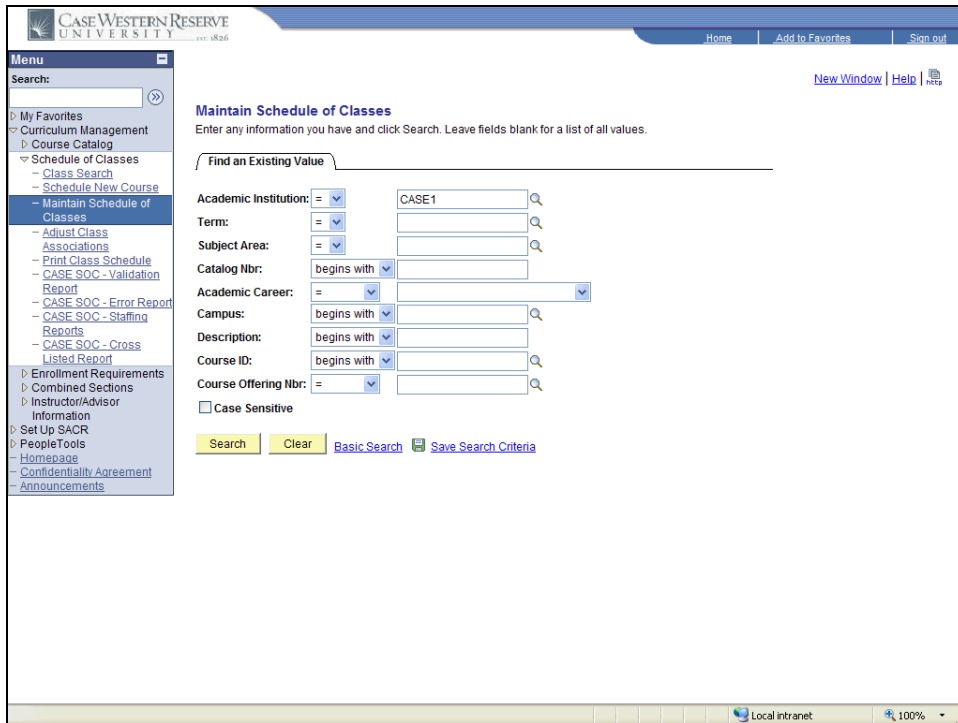 CASE WESTERN RESERVE
UNIVERSITY EST. 1826
Home Add to Favorites Sign out
Menu
Search:
My Favorites
Curriculum Management
Course Catalog
Schedule of Classes
Class Search
Schedule New Course
Maintain Schedule of
Classes
Adjust Class
Associations
Print Class Schedule
CASE SOC - Validation
Report
CASE SOC - Error Report
CASE SOC - Staffing
Reports
CASE SOC - Cross
Listed Report
Enrollment Requirements
Combined Sections
Instructor/Advisor
Information
Set Up SACR
PeopleTools
Homepage
Confidentiality Agreement
Announcements
New Window | Help | http
Maintain Schedule of Classes
Enter any information you have and click Search. Leave fields blank for a list of all values.
Find an Existing Value
Academic Institution: = CASE1
Term: =
Subject Area: =
Catalog Nbr: begins with
Academic Career: =
Campus: begins with
Description: begins with
Course ID: begins with
Course Offering Nbr: =
Case Sensitive
Search Clear Basic Search Save Search Criteria
Local intranet 100%